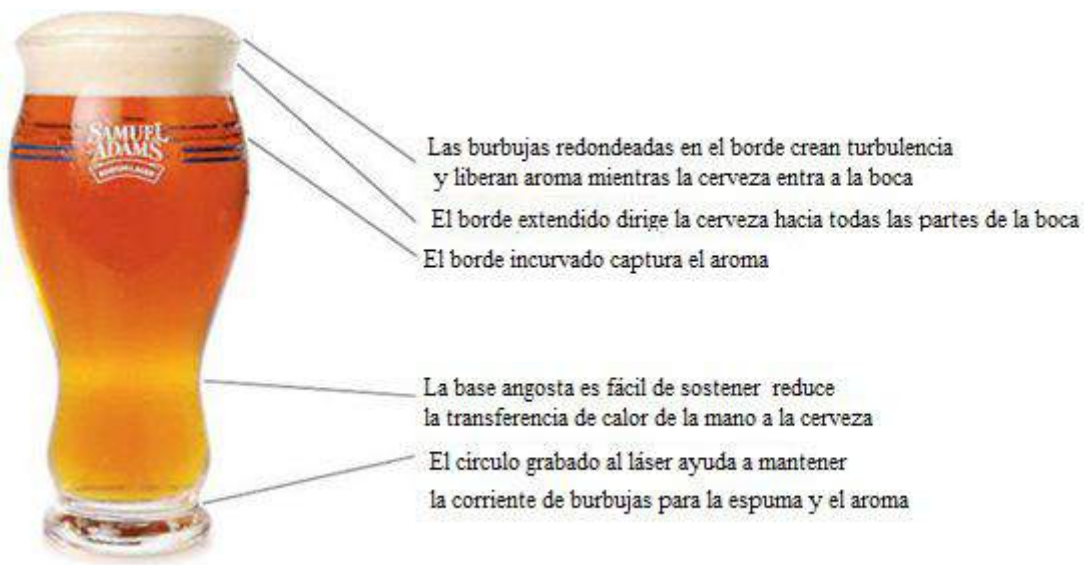 SAMUEL
ADAMS
BOSTON LAGER
Las burbujas redondeadas en el borde crean turbulencia
y liberan aroma mientras la cerveza entra a la boca
El borde extendido dirige la cerveza hacia todas las partes de la boca
El borde incurvado captura el aroma
La base angosta es fácil de sostener reduce
la transferencia de calor de la mano a la cerveza
El circulo grabado al láser ayuda a mantener
la corriente de burbujas para la espuma y el aroma